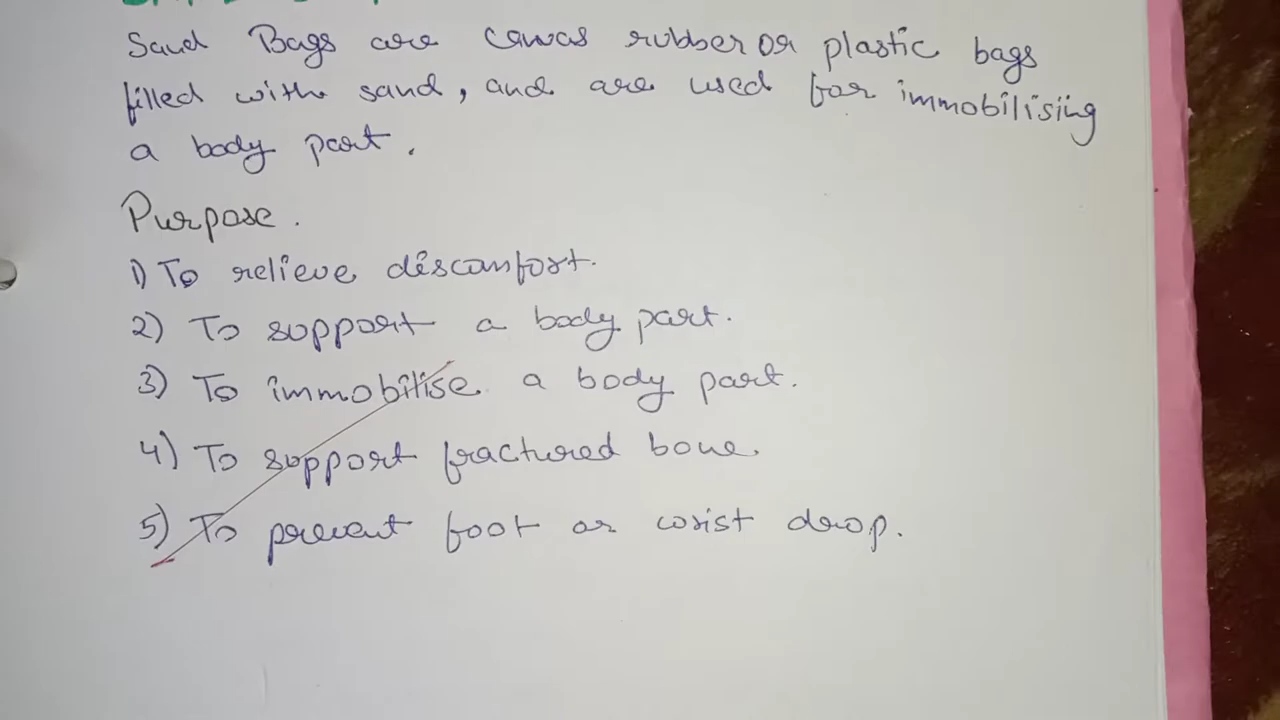 Sand Bags are canvas rubber or plastic bags
filled with sand, and are used for immobilising
a body part.
Purpose.
1) To relieve discomfort.
2) To support a body part.
3) To immobilise a body part.
4) To support fractured bone.
5) To prevent foot or wrist drop.